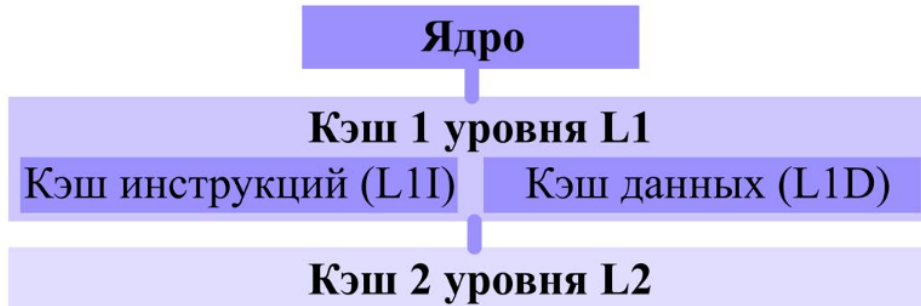 Ядро
Кэш 1 уровня L1
Кэш инструкций (L1I)
Кэш данных (L1D)
Кэш 2 уровня L2